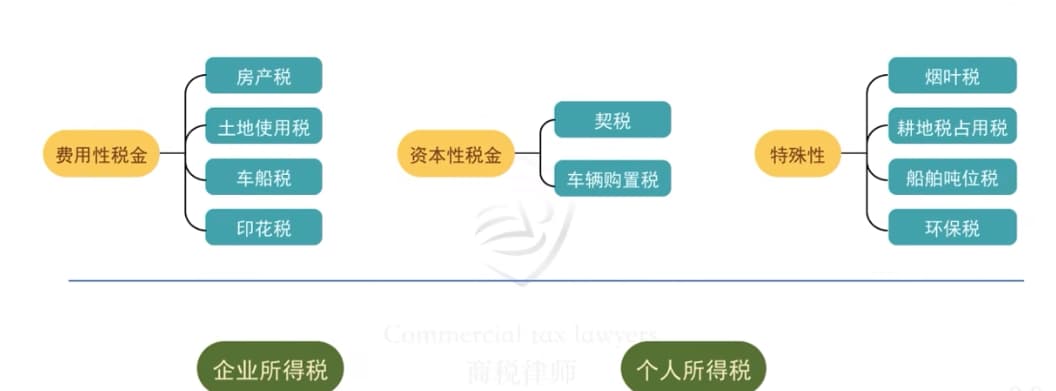 费用性税金
房产税
土地使用税
车船税
印花税
资本性税金
契税
车辆购置税
特殊性
烟叶税
耕地税占用税
船舶吨位税
环保税
Commercial tax lawyers
商税律师
企业所得税
个人所得税